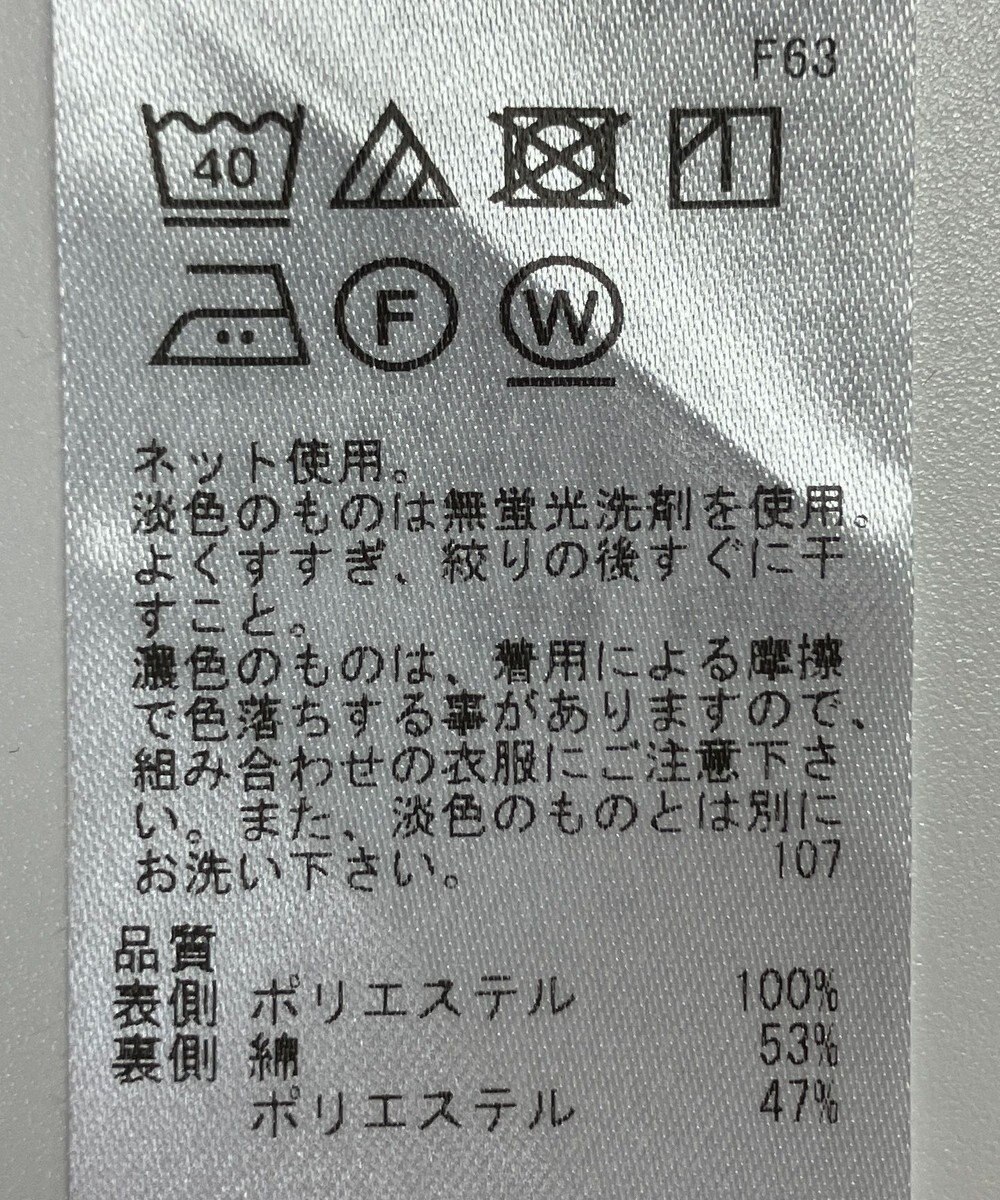 F63
40
F W
ネット使用。
淡色のものは無蛍光洗剤を使用。
よくすすぎ、絞りの後すぐに干
すこと。
濃色のものは、着用による摩擦
で色落ちする事がありますので、
組み合わせの衣服にご注意下さ
い。また、淡色のものとは別に
お洗い下さい。 107
品質
表側 ポリエステル 100%
裏側 綿 53%
ポリエステル 47%